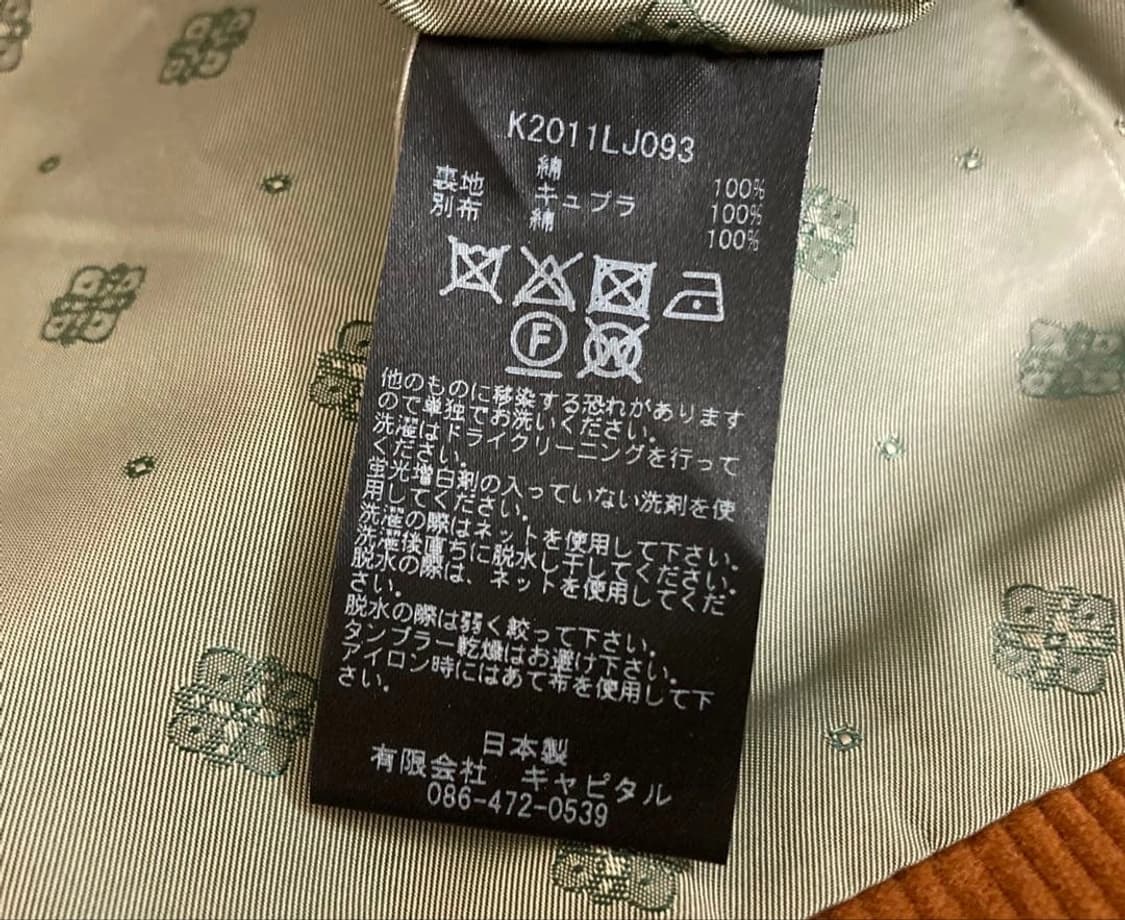 K2011LJ093
綿 100%
裏地 キュプラ 100%
別布 綿 100%
F
W
他のものに移染する恐れがあります
ので単独でお洗いください。
洗濯はドライクリーニングを行って
ください。
蛍光増白剤の入っていない洗剤を使
用してください。
洗濯の際はネットを使用して下さい。
洗濯後直ちに脱水し干してください。
脱水の際は、ネットを使用してくだ
さい。
脱水の際は弱く絞って下さい。
タンブラー乾燥はお避け下さい。
アイロン時にはあて布を使用して下
さい。
日本製
有限会社 キャピタル
086-472-0539